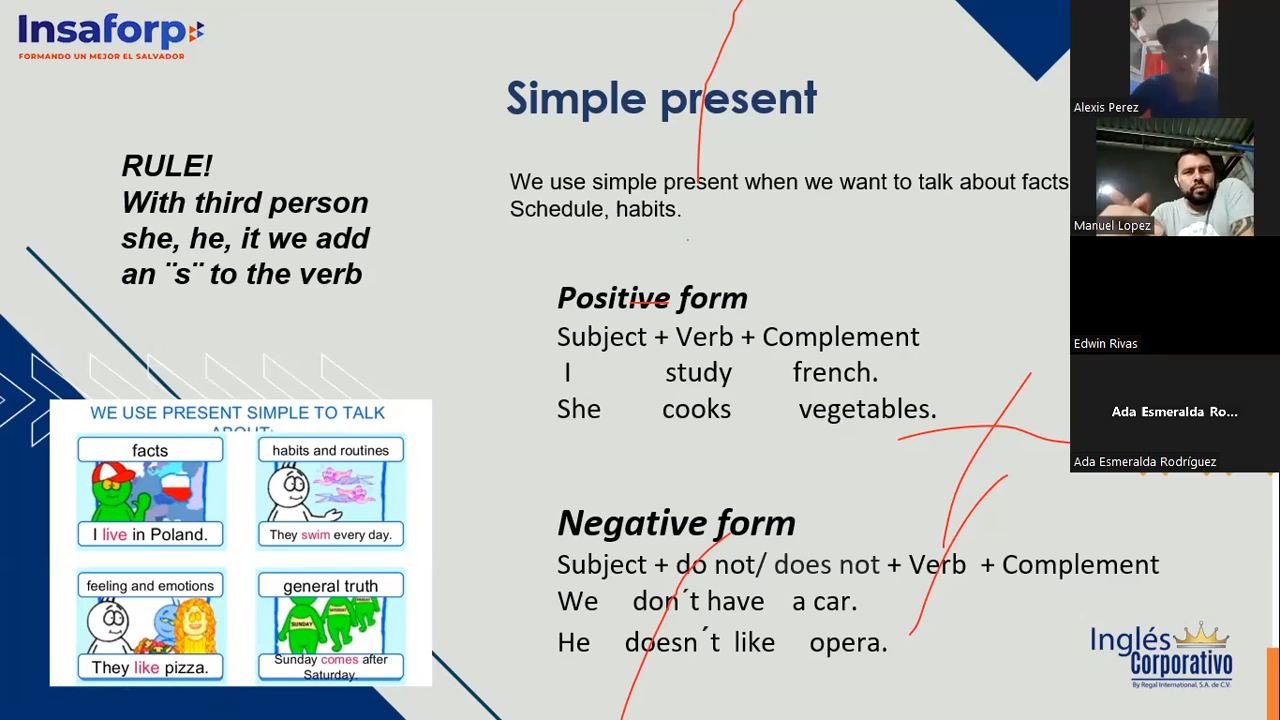 Insaforp
FORMANDO UN MEJOR EL SALVADOR
Simple present
RULE!
With third person
she, he, it we add
an ¨s¨ to the verb
We use simple present when we want to talk about facts
Schedule, habits.
Positive form
Subject + Verb + Complement
I study french.
She cooks vegetables.
Negative form
Subject + do not/ does not + Verb + Complement
We don´t have a car.
He doesn´t like opera.
WE USE PRESENT SIMPLE TO TALK
ABOUT:
facts
I live in Poland.
habits and routines
They swim every day.
feeling and emotions
They like pizza.
general truth
SUNDAY
Sunday comes after
Saturday.
Alexis Perez
Manuel Lopez
Edwin Rivas
Ada Esmeralda Ro...
Ada Esmeralda Rodríguez
Inglés
Corporativo
By Regal International, S.A. de C.V.